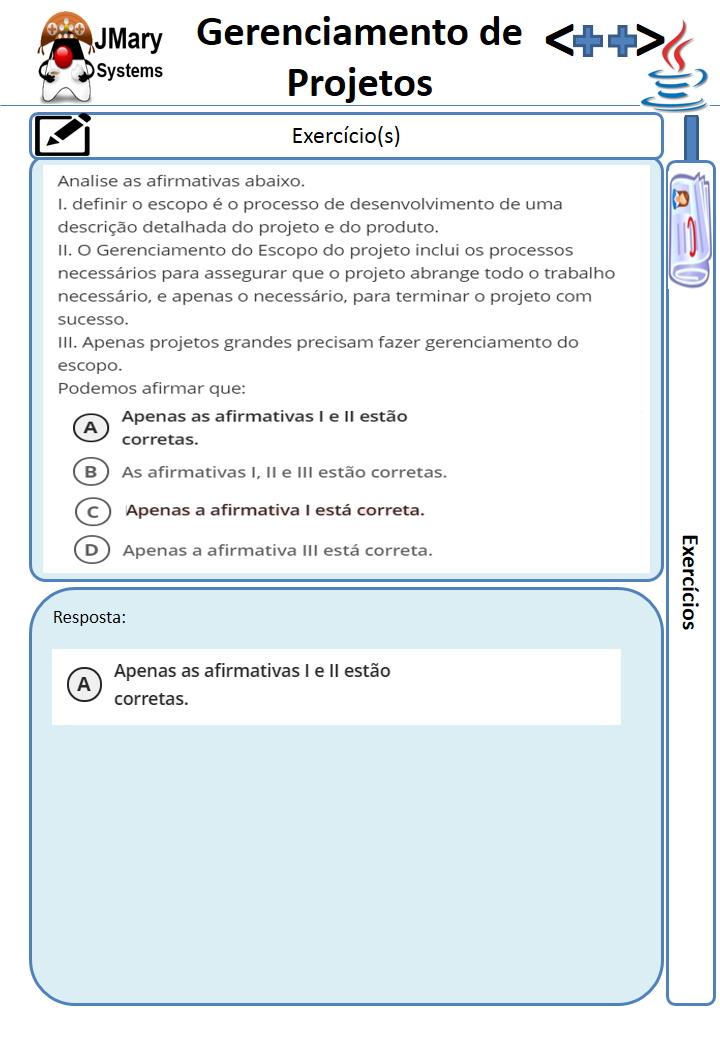 JMary
Systems
Gerenciamento de
Projetos
<++>
Exercício(s)
Analise as afirmativas abaixo.
I. definir o escopo é o processo de desenvolvimento de uma
descrição detalhada do projeto e do produto.
II. O Gerenciamento do Escopo do projeto inclui os processos
necessários para assegurar que o projeto abrange todo o trabalho
necessário, e apenas o necessário, para terminar o projeto com
sucesso.
III. Apenas projetos grandes precisam fazer gerenciamento do
escopo.
Podemos afirmar que:
A Apenas as afirmativas I e II estão
corretas.
B As afirmativas I, II e III estão corretas.
C Apenas a afirmativa I está correta.
D Apenas a afirmativa III está correta.
Exercícios
Resposta:
A Apenas as afirmativas I e II estão
corretas.